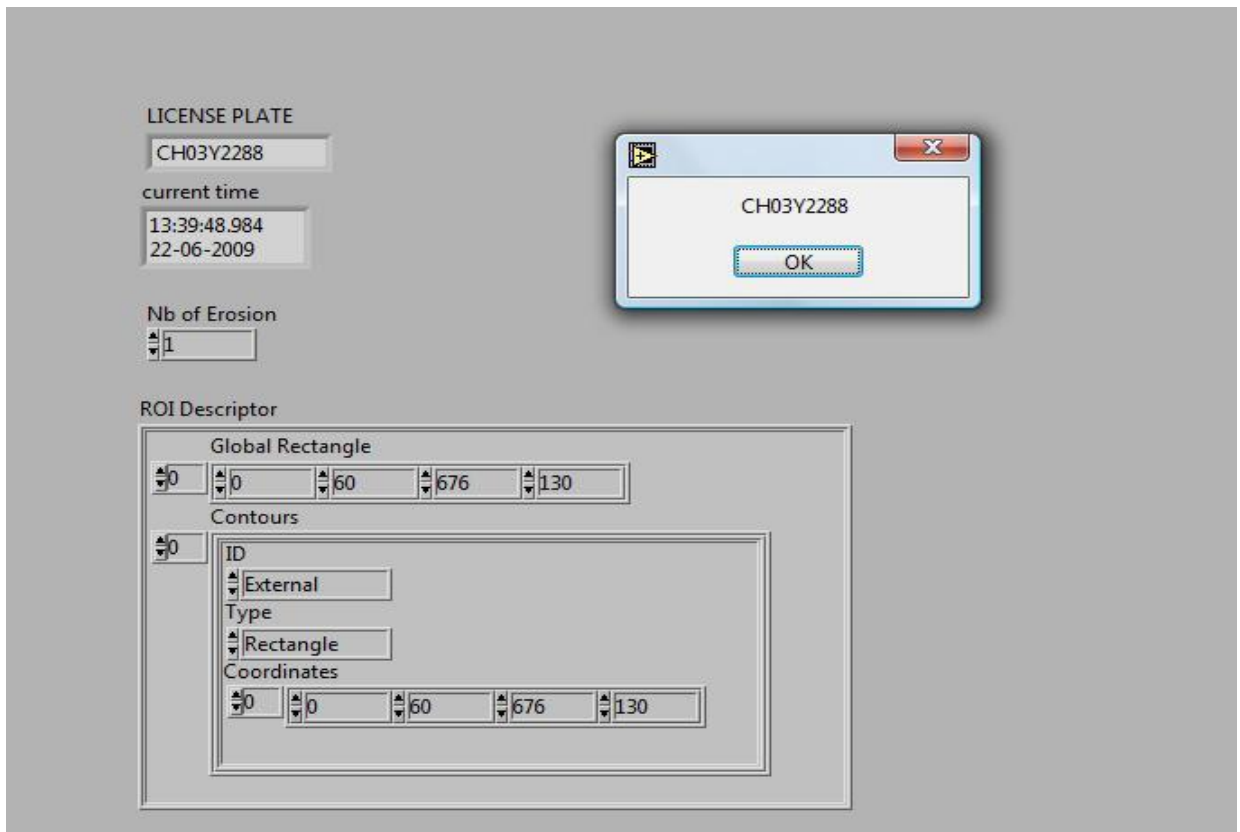 LICENSE PLATE
CH03Y2288
current time
13:39:48.984
22-06-2009
Nb of Erosion
1
CH03Y2288
OK
ROI Descriptor
Global Rectangle
0 0 60 676 130
Contours
0
ID
External
Type
Rectangle
Coordinates
0 0 60 676 130